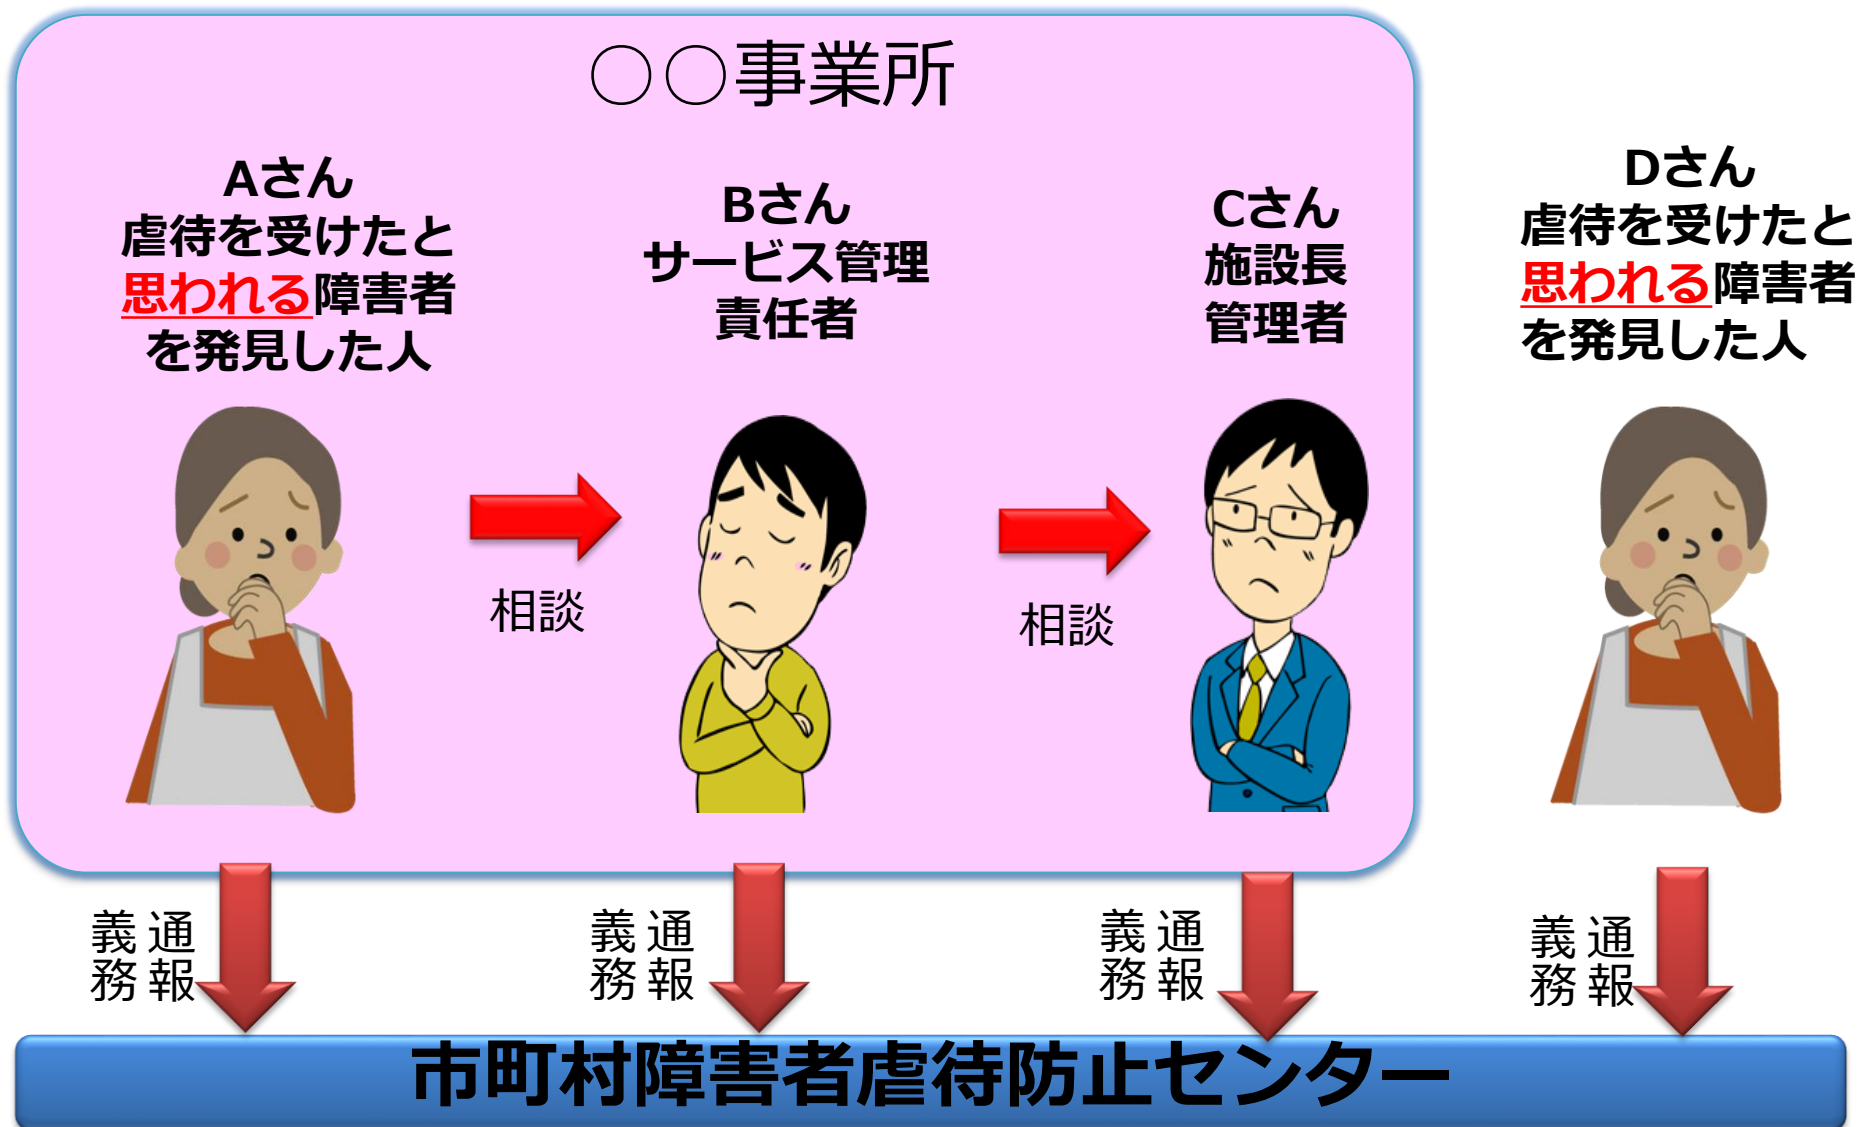 ○○事業所
Aさん
虐待を受けたと
思われる障害者
を発見した人
Bさん
サービス管理
責任者
Cさん
施設長
管理者
Dさん
虐待を受けたと
思われる障害者
を発見した人
相談
相談
通報
義務
通報
義務
通報
義務
通報
義務
市町村障害者虐待防止センター